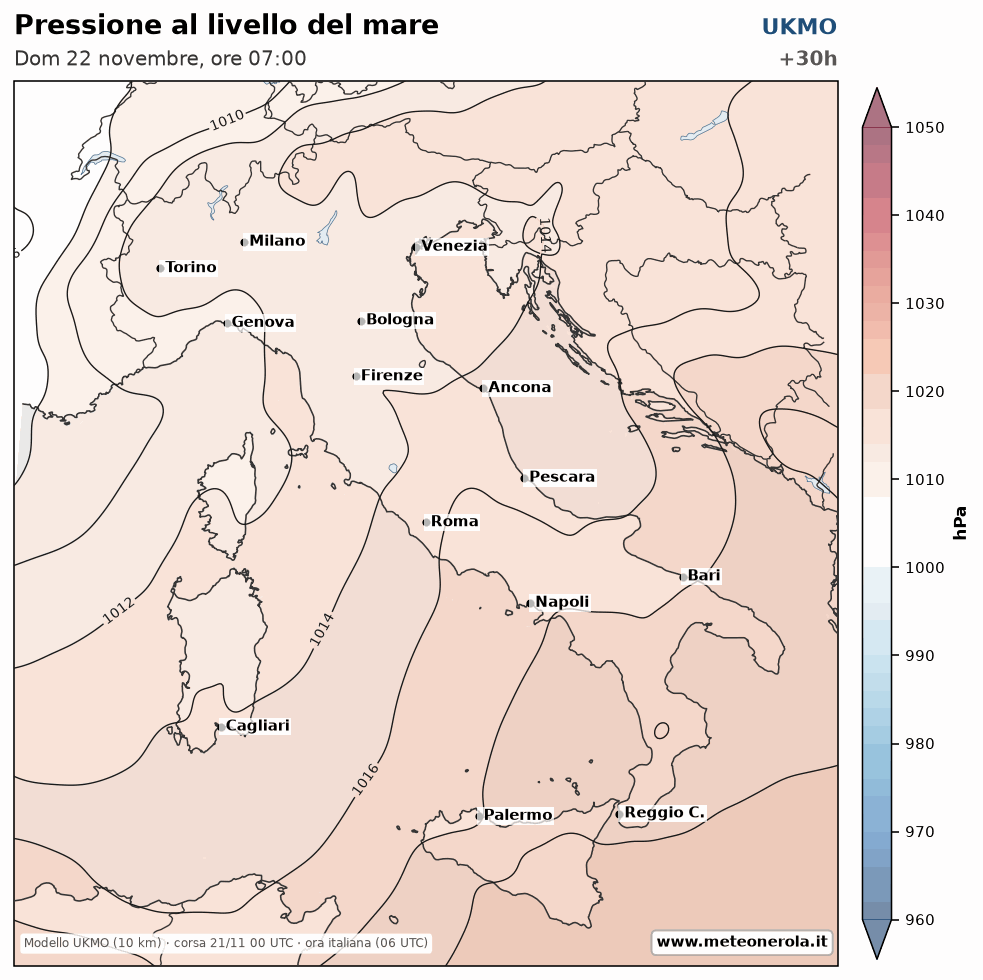 Pressione al livello del mare
UKMO
Dom 22 novembre, ore 07:00
+30h
1010
1014
Milano
Venezia
Torino
Genova
Bologna
Firenze
Ancona
Pescara
Roma
Bari
Napoli
1012
1014
Cagliari
1016
Palermo
Reggio C.
1050
1040
1030
1020
1010
1000
990
980
970
960
hPa
Modello UKMO (10 km) · corsa 21/11 00 UTC · ora italiana (06 UTC)
www.meteonerola.it